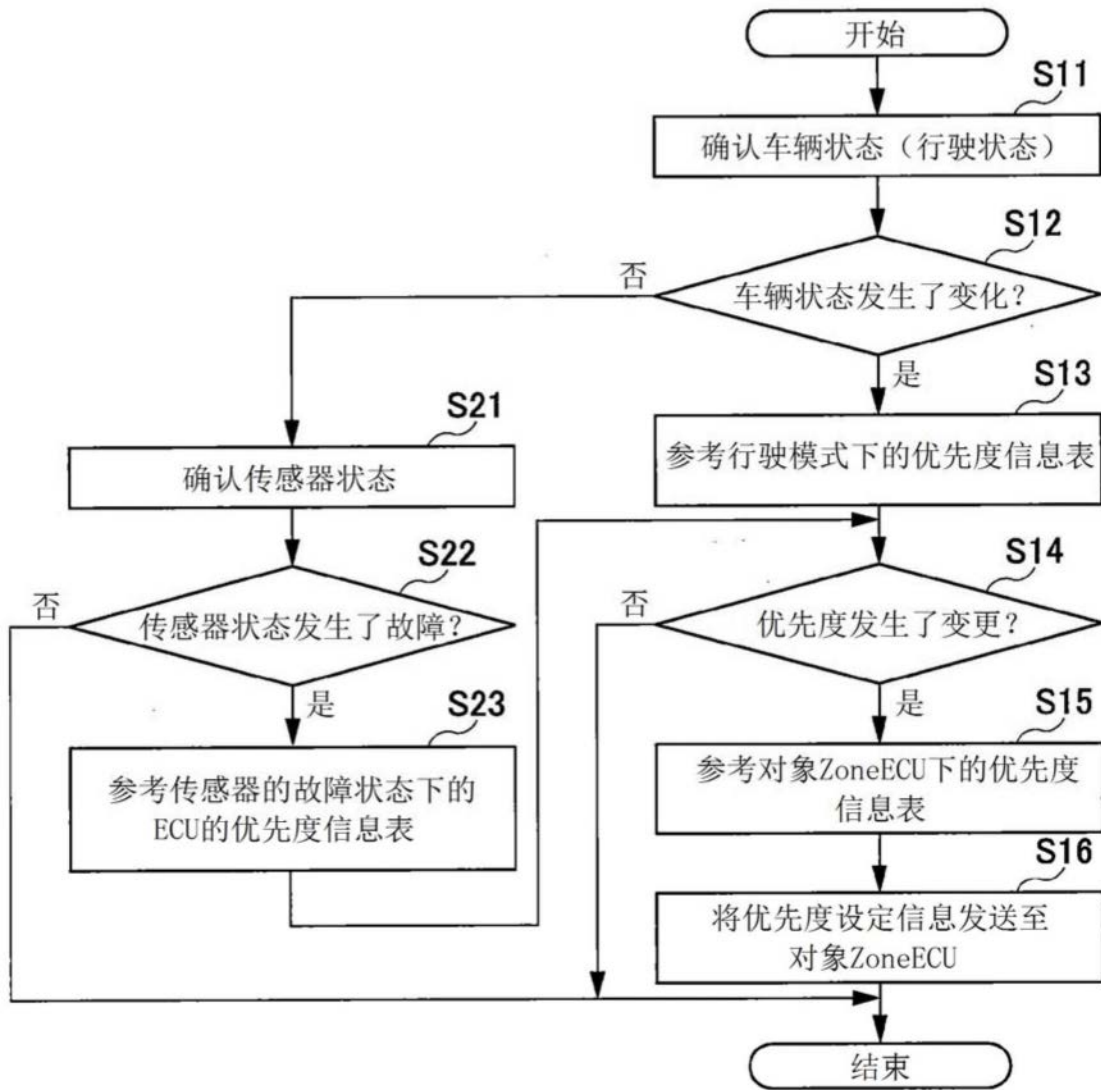 开始
S11
确认车辆状态（行驶状态）
S12
车辆状态发生了变化？
否
是
S13
参考行驶模式下的优先度信息表
S21
确认传感器状态
S22
传感器状态发生了故障？
否
是
S23
参考传感器的故障状态下的
ECU的优先度信息表
S14
优先度发生了变更？
否
是
S15
参考对象ZoneECU下的优先度
信息表
S16
将优先度设定信息发送至
对象ZoneECU
结束